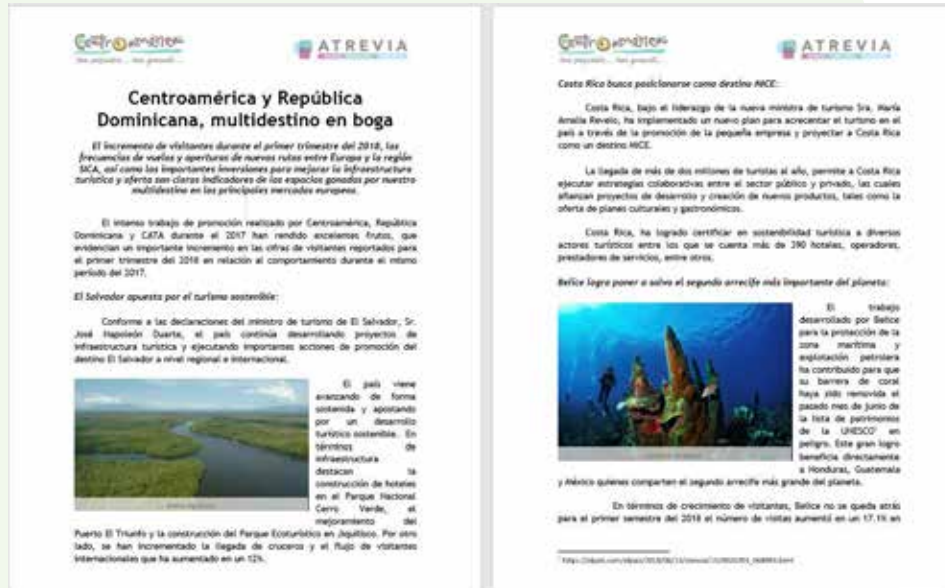 Centroamérica
ATREVIA
Centroamérica y República
Dominicana, multidestino en boga
El incremento de visitantes durante el primer trimestre del 2018, las
frecuencias de vuelos y aperturas de nuevas rutas entre Europa y la región
SICA, así como las importantes inversiones para mejorar la infraestructura
turística y oferta son claros indicadores de los espacios ganados por nuestro
multidestino en los principales mercados europeos.
El intenso trabajo de promoción realizado por Centroamérica, República
Dominicana y CATA durante el 2017 han rendido excelentes frutos, que
evidencian un importante incremento en las cifras de visitantes reportados para
el primer trimestre del 2018 en relación al comportamiento durante el mismo
período del 2017.
El Salvador apuesta por el turismo sostenible:
Conforme a las declaraciones del ministro de turismo de El Salvador, Sr.
José Napoleón Duarte, el país continúa desarrollando proyectos de
infraestructura turística y ejecutando importantes acciones de promoción del
destino El Salvador a nivel regional e internacional.
El país viene
avanzando de forma
sostenida y apostando
por un desarrollo
turístico sostenible. En
términos de
infraestructura
destacan la
construcción de hoteles
en el Parque Nacional
Cerro Verde, el
mejoramiento del
Puerto El Triunfo y la construcción del Parque Ecoturístico en Jiquilisco. Por otro
lado, se han incrementado la llegada de cruceros y el flujo de visitantes
internacionales que ha aumentado en un 12%.
Centroamérica
ATREVIA
Costa Rica busca posicionarse como destino MICE:
Costa Rica, bajo el liderazgo de la nueva ministra de turismo Sra. María
Amalia Revelo, ha implementado un nuevo plan para acrecentar el turismo en el
país a través de la promoción de la pequeña empresa y proyectar a Costa Rica
como un destino MICE.
La llegada de más de dos millones de turistas al año, permite a Costa Rica
ejecutar estrategias colaborativas entre el sector público y privado, las cuales
afianzan proyectos de desarrollo y creación de nuevos productos, tales como la
oferta de planes culturales y gastronómicos.
Costa Rica, ha logrado certificar en sostenibilidad turística a diversos
actores turísticos entre los que se cuenta más de 390 hoteles, operadores,
prestadores de servicios, entre otros.
Belice logra poner a salvo el segundo arrecife más importante del planeta:
El trabajo
desarrollado por Belice
para la protección de la
zona marítima y
explotación petrolera
ha contribuido para que
su barrera de coral
haya sido removida el
pasado mes de junio de
la lista de patrimonios
de la UNESCO¹ en
peligro. Este gran logro
beneficia directamente
a Honduras, Guatemala
y México quienes comparten el segundo arrecife más grande del planeta.
En términos de crecimiento de visitantes, Belice no se queda atrás
para el primer semestre del 2018 el número de visitas aumentó en un 17.1% en